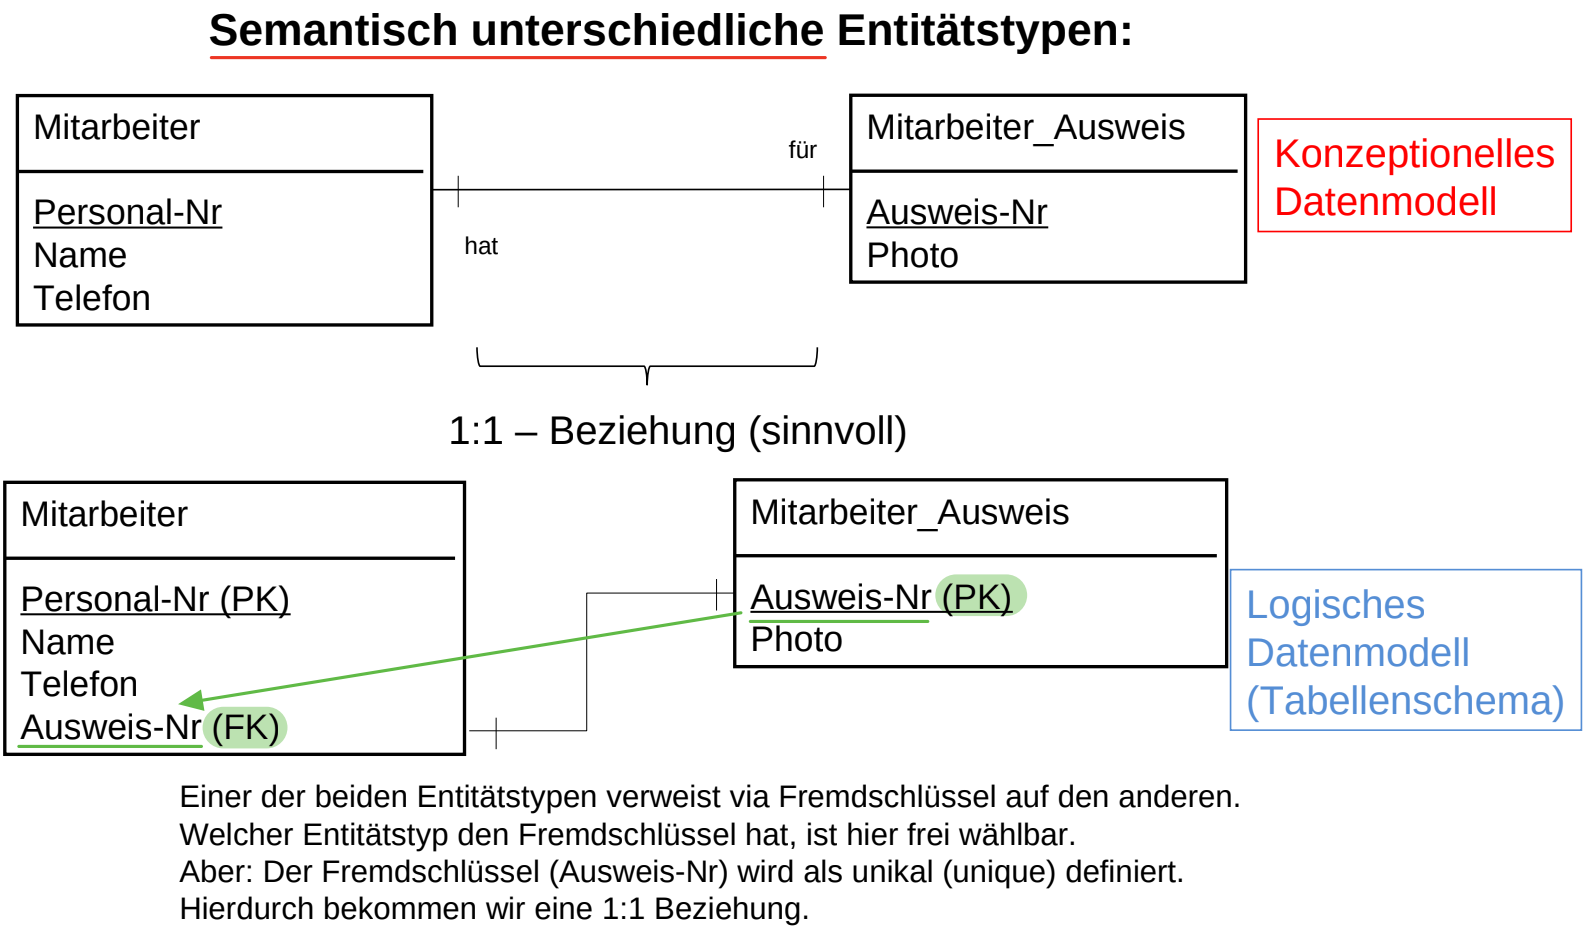 Semantisch unterschiedliche Entitätstypen:
Mitarbeiter
Personal-Nr
Name
Telefon
hat
für
Mitarbeiter_Ausweis
Ausweis-Nr
Photo
Konzeptionelles
Datenmodell
1:1 – Beziehung (sinnvoll)
Mitarbeiter
Personal-Nr (PK)
Name
Telefon
Ausweis-Nr (FK)
Mitarbeiter_Ausweis
Ausweis-Nr (PK)
Photo
Logisches
Datenmodell
(Tabellenschema)
Einer der beiden Entitätstypen verweist via Fremdschlüssel auf den anderen.
Welcher Entitätstyp den Fremdschlüssel hat, ist hier frei wählbar.
Aber: Der Fremdschlüssel (Ausweis-Nr) wird als unikal (unique) definiert.
Hierdurch bekommen wir eine 1:1 Beziehung.